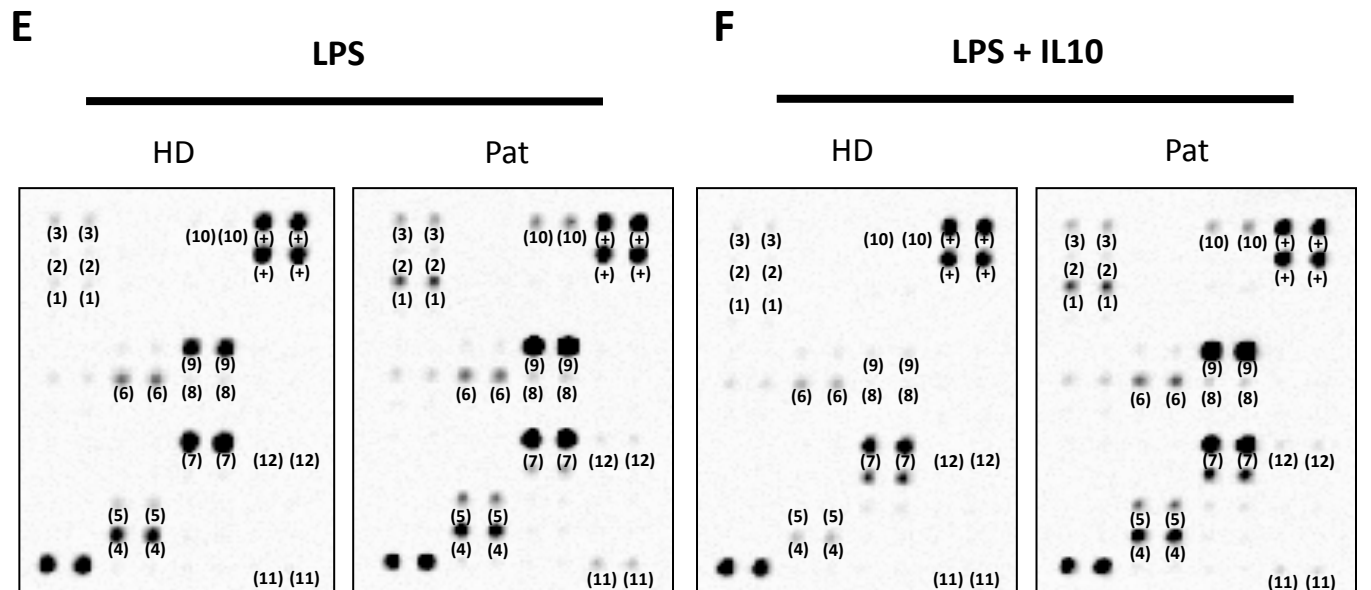 E
LPS
HD
Pat
(3) (3) (10) (10) (+) (+)
(2) (2) (+) (+)
(1) (1)
(9) (9)
(6) (6) (8) (8)
(7) (7) (12) (12)
(5) (5)
(4) (4)
(11) (11)
(3) (3) (10) (10) (+) (+)
(2) (2) (+) (+)
(1) (1)
(9) (9)
(6) (6) (8) (8)
(7) (7) (12) (12)
(5) (5)
(4) (4)
(11) (11)
F
LPS + IL10
HD
Pat
(3) (3) (10) (10) (+) (+)
(2) (2) (+) (+)
(1) (1)
(9) (9)
(6) (6) (8) (8)
(7) (7) (12) (12)
(5) (5)
(4) (4)
(11) (11)
(3) (3) (10) (10) (+) (+)
(2) (2) (+) (+)
(1) (1)
(9) (9)
(6) (6) (8) (8)
(7) (7) (12) (12)
(5) (5)
(4) (4)
(11) (11)